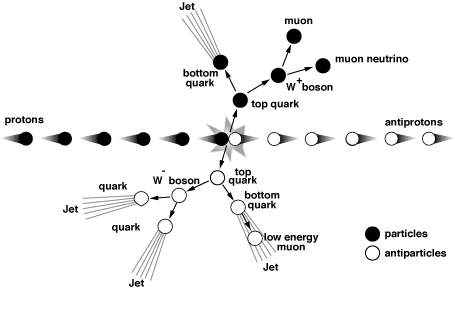 Jet
muon
bottom
quark
muon neutrino
W+ boson
top quark
protons
antiprotons
W- boson
top
quark
quark
bottom
quark
Jet
quark
low energy
muon
particles
antiparticles
Jet
Jet